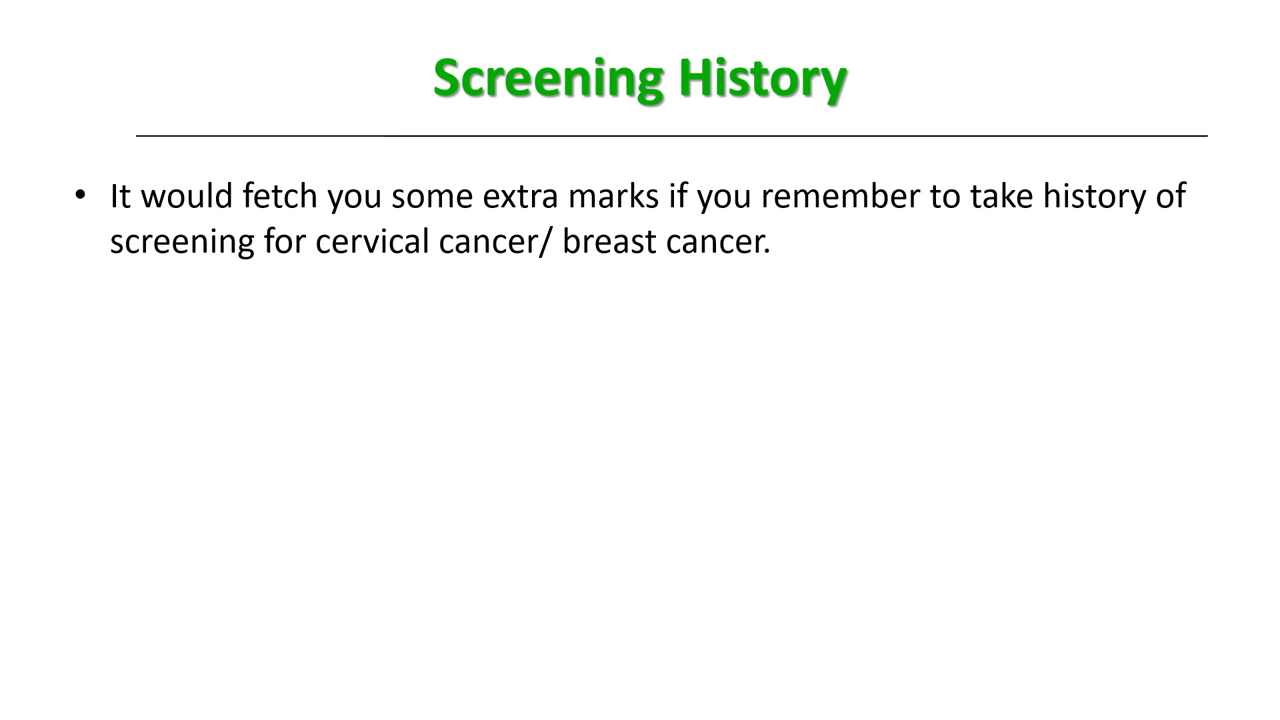 Screening History
• It would fetch you some extra marks if you remember to take history of
screening for cervical cancer/ breast cancer.